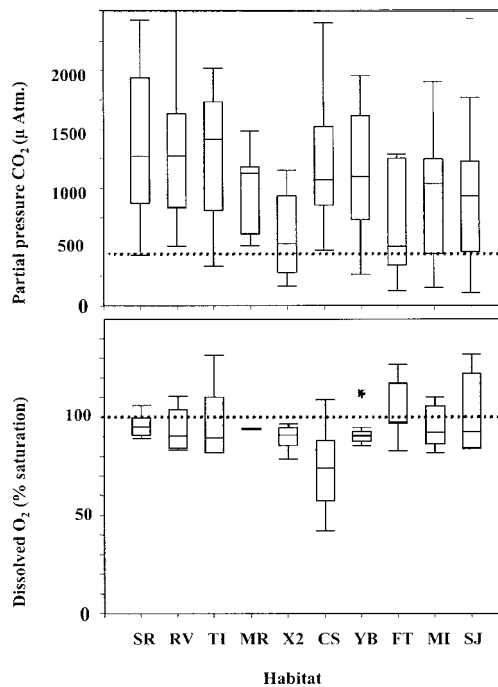 Partial pressure CO₂ (µ Atm.)
2000
1500
1000
500
0
Dissolved O₂ (% saturation)
100
50
0
SR RV TI MR X2 CS YB FT MI SJ
Habitat